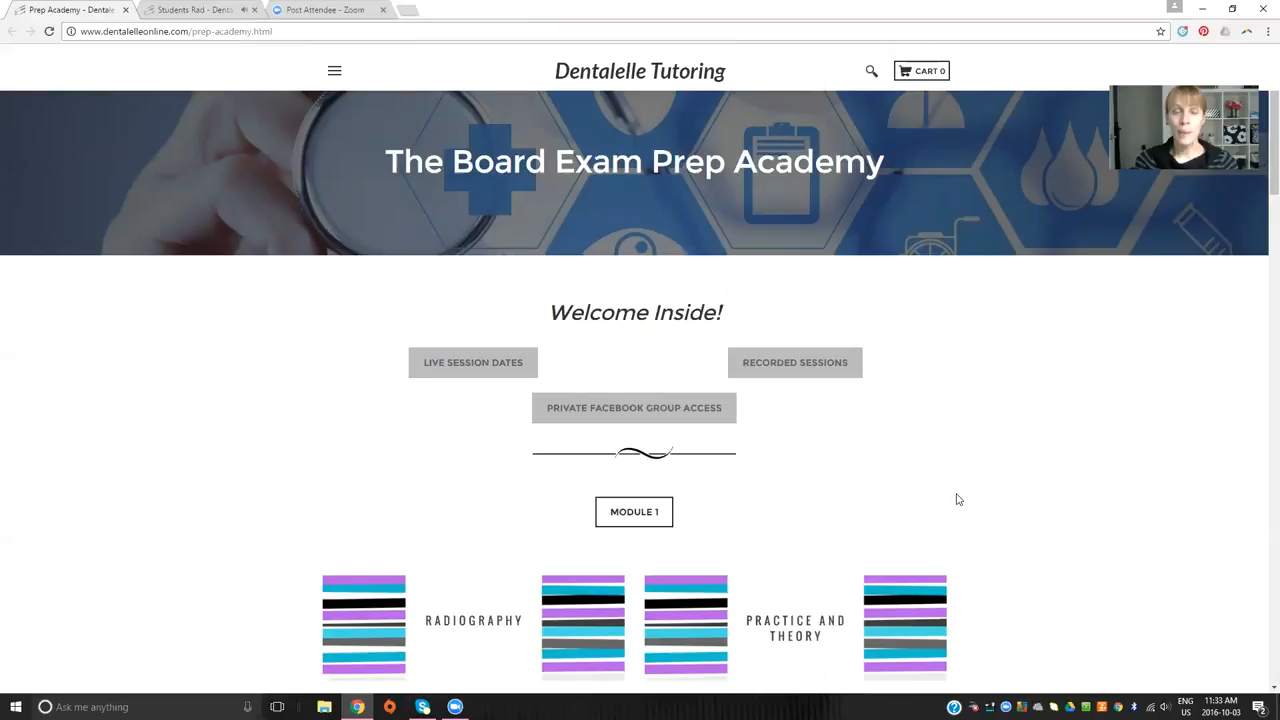 Prep Academy - Dentale
Students Rad - Denta
Post Attendee - Zoom
www.dentalelleonline.com/prep-academy.html
Dentalelle Tutoring
CART 0
The Board Exam Prep Academy
Welcome Inside!
LIVE SESSION DATES
RECORDED SESSIONS
PRIVATE FACEBOOK GROUP ACCESS
MODULE 1
RADIOGRAPHY
PRACTICE AND
THEORY
Ask me anything
ENG
US
11:33 AM
2016-10-03